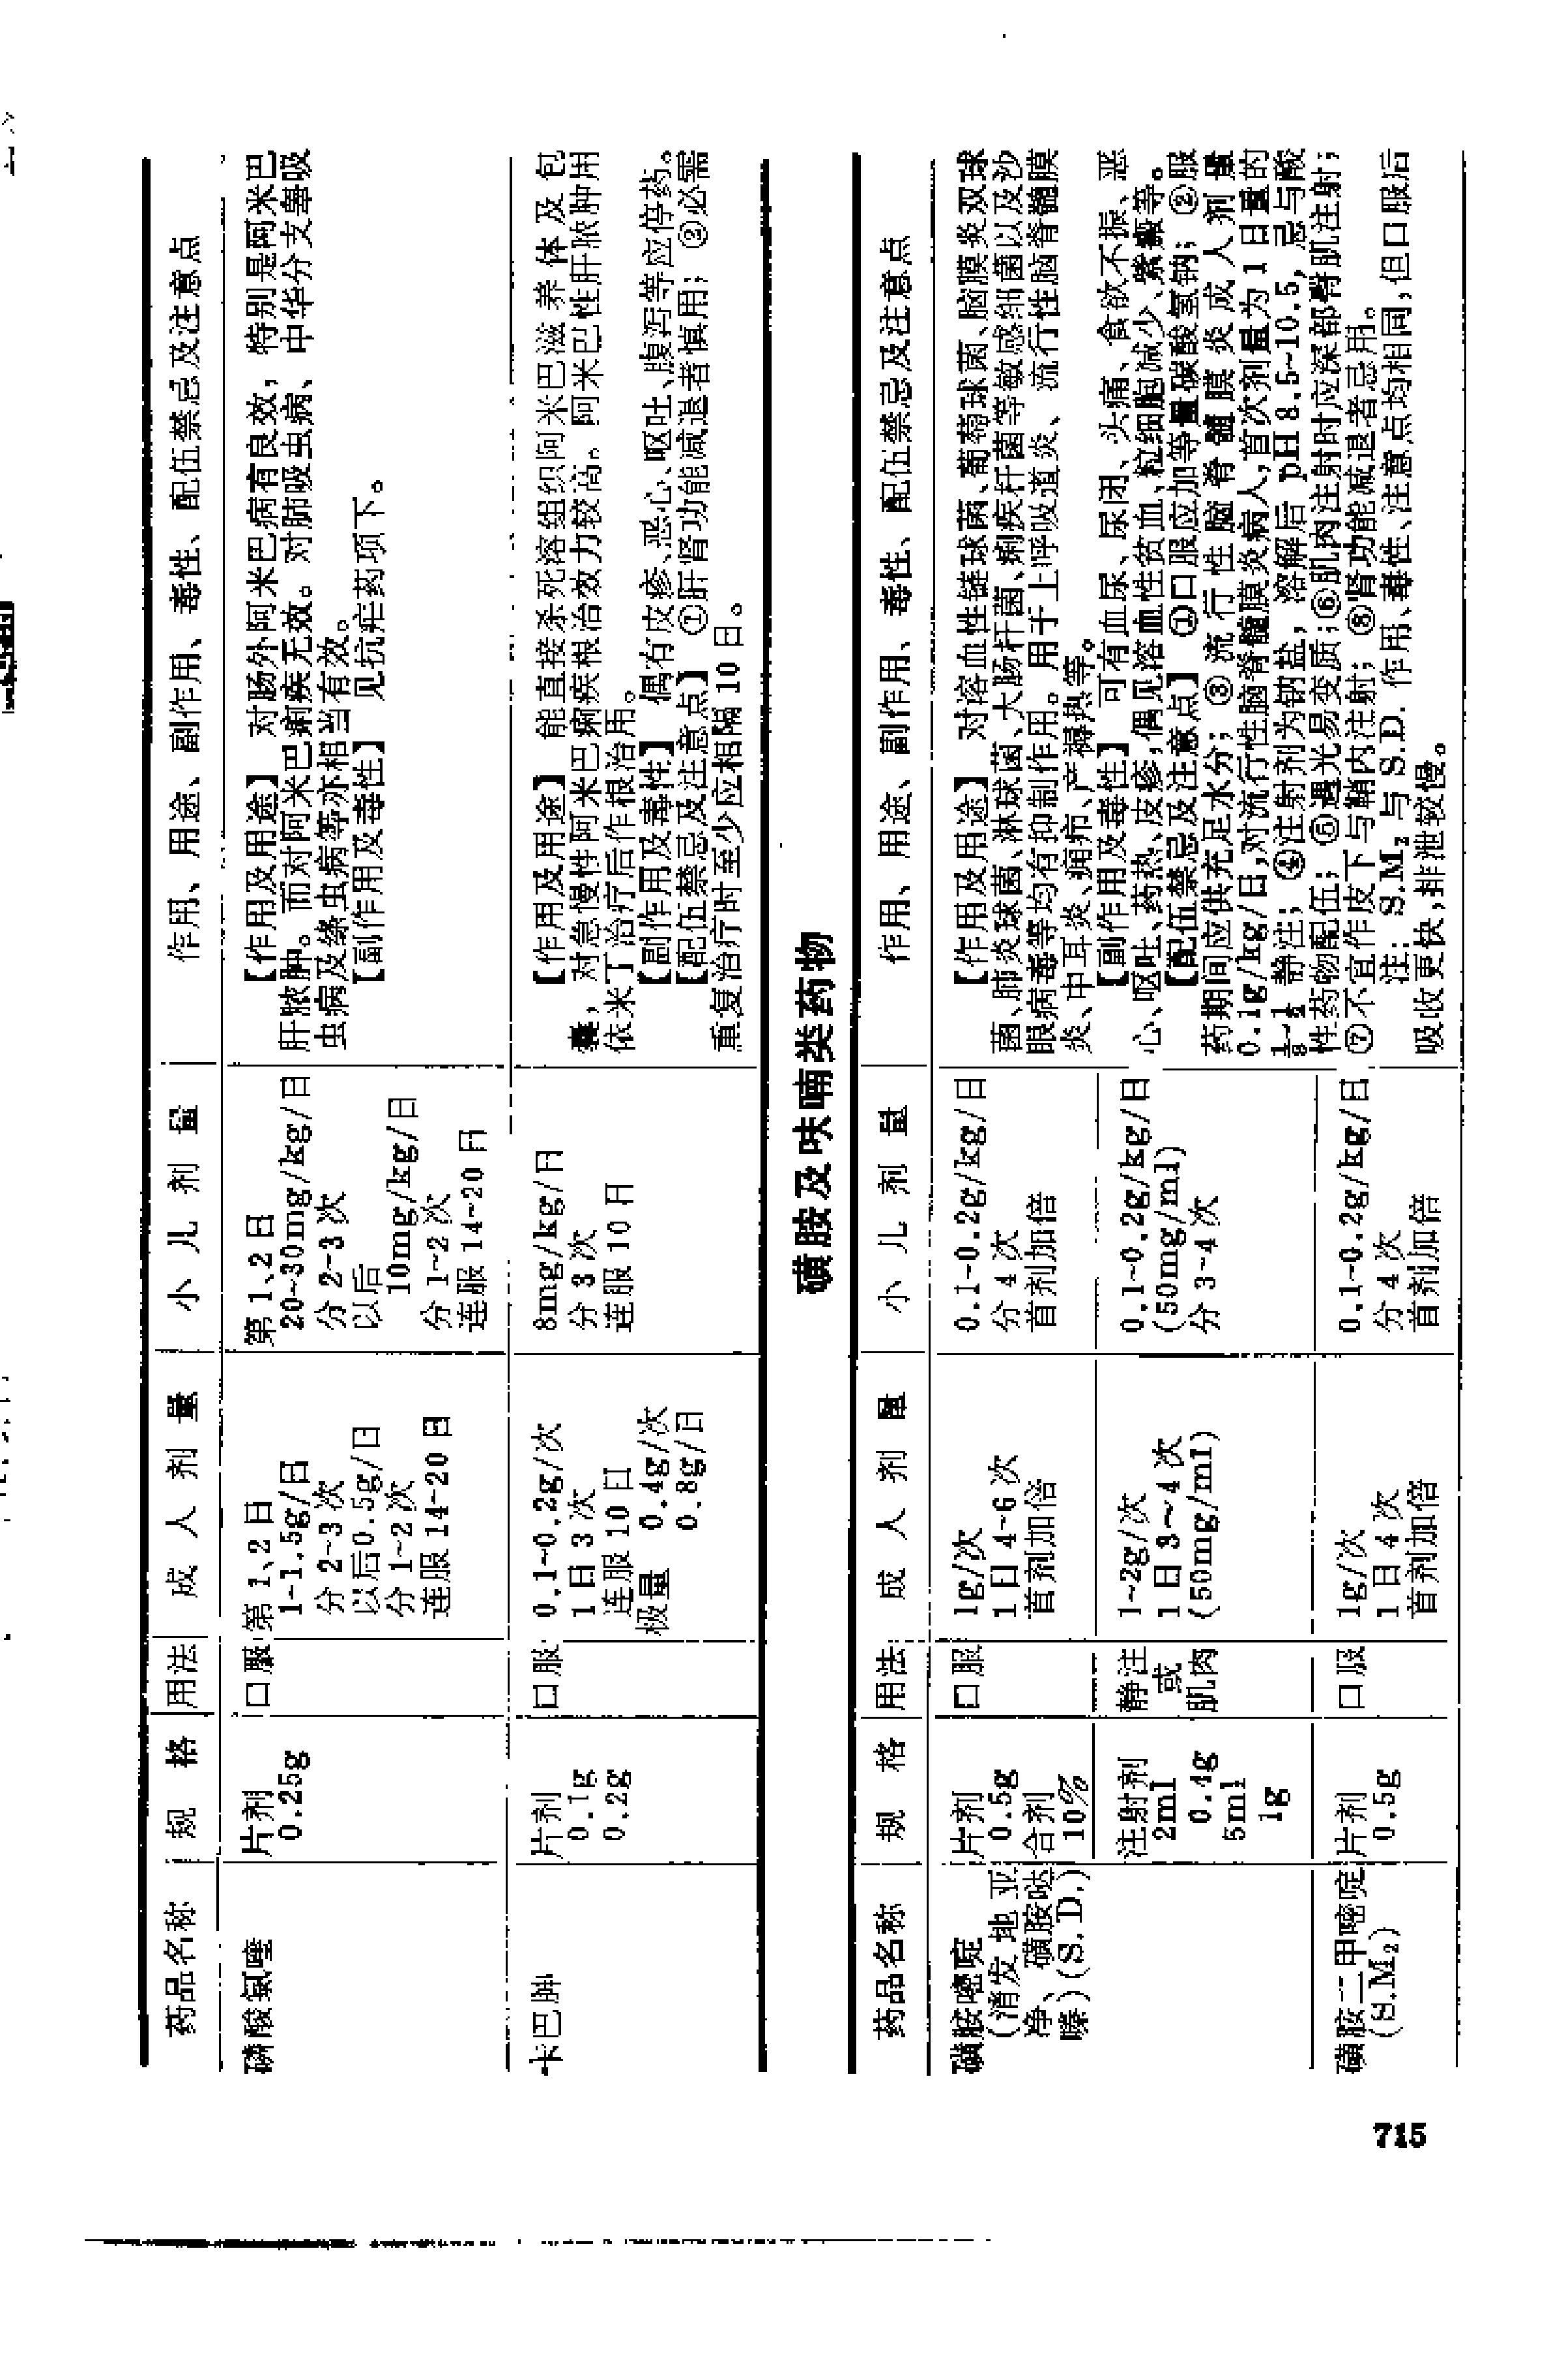 药品名称
规 格
用法
成 人 剂 量
小 儿 剂 量
作用、用途、副作用、毒性、配伍禁忌及注意点
磷酸氯喹
片剂
0.25g
口服
第1、2日
1~1.5g/日
分2~3次
以后0.5g/日
分1~2次
连服14~20日
第1、2日
20~30mg/kg/日
分2~3次
以后
10mg/kg/日
分1~2次
连服14~20日
【作用及用途】 对肠外阿米巴病有良效，特别是阿米巴
肝脓肿。而对阿米巴痢疾无效。对肺吸虫病、中华分支睾吸
虫病及绦虫病等亦相当有效。
【副作用及毒性】 见抗疟药项下。
卡巴胂
片剂
0.1g
0.2g
口服
0.1~0.2g/次
1日3次
连服10日
极量 0.4g/次
0.8g/日
8mg/kg/日
分3次
连服10日
【作用及用途】 能直接杀死溶组织阿米巴滋养体及包
囊，对急慢性阿米巴痢疾根治效力较高。阿米巴性肝脓肿用
依米丁治疗后作根治用。
【副作用及毒性】 偶有皮疹、恶心、呕吐、腹泻等应停药。
【配伍禁忌及注意点】 ①肝肾功能减退者慎用；②必需
重复治疗时至少应相隔10日。
磺胺及呋喃类药物
药品名称
规 格
用法
成 人 剂 量
小 儿 剂 量
作用、用途、副作用、毒性、配伍禁忌及注意点
磺胺嘧啶
（消发地亚
净、磺胺哒
嗪）(S.D.)
片剂
0.5g
合剂
10%
口服
1g/次
1日4~6次
首剂加倍
0.1~0.2g/kg/日
分4次
首剂加倍
注射剂
2ml
0.4g
5ml
1g
静注
或
肌肉
1~2g/次
1日3～4次
(50mg/ml)
0.1~0.2g/kg/日
(50mg/ml)
分3~4次
【作用及用途】 对溶血性链球菌、葡萄球菌、脑膜炎双球
菌、肺炎球菌、淋球菌、大肠杆菌、痢疾杆菌等敏感细菌以及沙
眼病毒等均有抑制作用。用于上呼吸道炎、流行性脑脊髓膜
炎、中耳炎、痈疖、产褥热等。
【副作用及毒性】 可有血尿、尿闭、头痛、食欲不振、恶
心、呕吐、药热、皮疹，偶见溶血性贫血、粒细胞减少、紫癜等。
【配伍禁忌及注意点】 ①口服应加等量碳酸氢钠；②服
药期间应供充足水分；③流行性脑脊髓膜炎成人剂量
0.1g/kg/日，对流行性脑脊髓膜炎病人，首次剂量为1日量的
静注；④注射剂为钠盐，溶解后pH8.5~10.5，忌与酸
性药物配伍；⑤遇光易变质；⑥肌肉注射时应深部臀肌注射；
⑦不宜作皮下与鞘内注射；⑧肾功能减退者忌用。
磺胺二甲嘧啶
(S.M₂)
片剂
0.5g
口服
1g/次
1日4次
首剂加倍
0.1~0.2g/kg/日
分4次
首剂加倍
注：S.M₂与S.D.作用、毒性、注意点均相同，但口服后
吸收更快，排泄较慢。
715